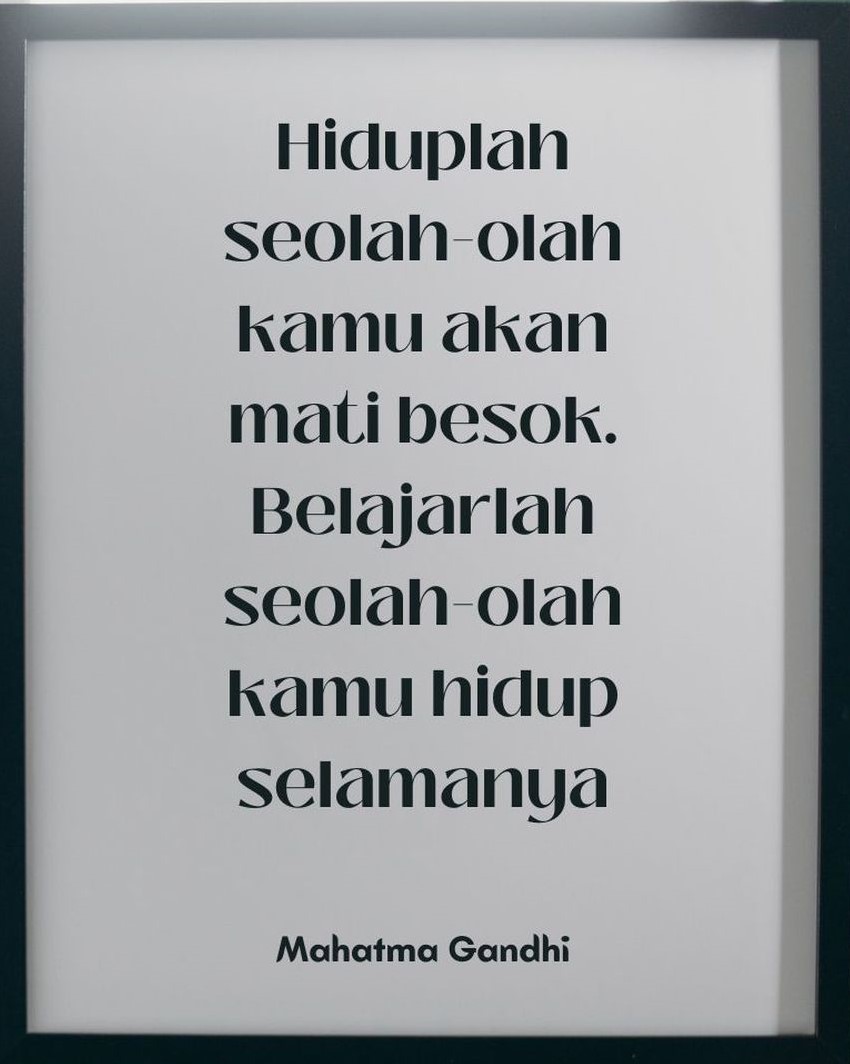 Hiduplah
seolah-olah
kamu akan
mati besok.
Belajarlah
seolah-olah
kamu hidup
selamanya
Mahatma Gandhi